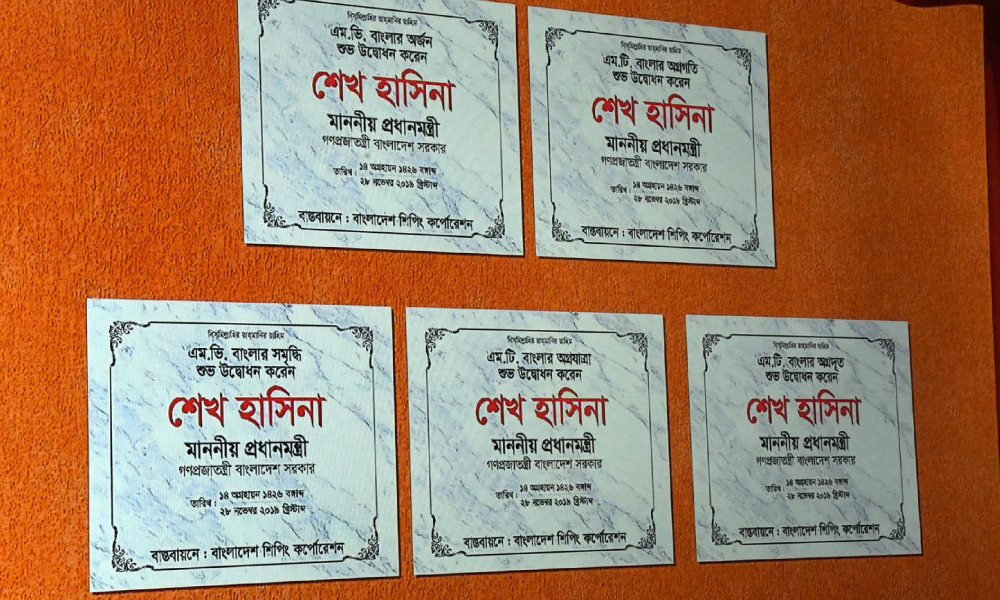 বিসমিল্লাহির রাহমানির রাহিম
এম.ভি. বাংলার অর্জন
শুভ উদ্বোধন করেন
শেখ হাসিনা
মাননীয় প্রধানমন্ত্রী
গণপ্রজাতন্ত্রী বাংলাদেশ সরকার
তারিখ : ১৪ অগ্রহায়ন ১৪২৬ বঙ্গাব্দ
২৮ নভেম্বর ২০১৯ খ্রিস্টাব্দ
বাস্তবায়নে : বাংলাদেশ শিপিং কর্পোরেশন
বিসমিল্লাহির রাহমানির রাহিম
এম.টি. বাংলার অগ্রগতি
শুভ উদ্বোধন করেন
শেখ হাসিনা
মাননীয় প্রধানমন্ত্রী
গণপ্রজাতন্ত্রী বাংলাদেশ সরকার
তারিখ : ১৪ অগ্রহায়ন ১৪২৬ বঙ্গাব্দ
২৮ নভেম্বর ২০১৯ খ্রিস্টাব্দ
বাস্তবায়নে : বাংলাদেশ শিপিং কর্পোরেশন
বিসমিল্লাহির রাহমানির রাহিম
এম.ভি. বাংলার সমৃদ্ধি
শুভ উদ্বোধন করেন
শেখ হাসিনা
মাননীয় প্রধানমন্ত্রী
গণপ্রজাতন্ত্রী বাংলাদেশ সরকার
তারিখ : ১৪ অগ্রহায়ন ১৪২৬ বঙ্গাব্দ
২৮ নভেম্বর ২০১৯ খ্রিস্টাব্দ
বাস্তবায়নে : বাংলাদেশ শিপিং কর্পোরেশন
বিসমিল্লাহির রাহমানির রাহিম
এম.টি. বাংলার অগ্রযাত্রা
শুভ উদ্বোধন করেন
শেখ হাসিনা
মাননীয় প্রধানমন্ত্রী
গণপ্রজাতন্ত্রী বাংলাদেশ সরকার
তারিখ : ১৪ অগ্রহায়ন ১৪২৬ বঙ্গাব্দ
২৮ নভেম্বর ২০১৯ খ্রিস্টাব্দ
বাস্তবায়নে : বাংলাদেশ শিপিং কর্পোরেশন
বিসমিল্লাহির রাহমানির রাহিম
এম.টি. বাংলার অগ্রদূত
শুভ উদ্বোধন করেন
শেখ হাসিনা
মাননীয় প্রধানমন্ত্রী
গণপ্রজাতন্ত্রী বাংলাদেশ সরকার
তারিখ : ১৪ অগ্রহায়ন ১৪২৬ বঙ্গাব্দ
২৮ নভেম্বর ২০১৯ খ্রিস্টাব্দ
বাস্তবায়নে : বাংলাদেশ শিপিং কর্পোরেশন